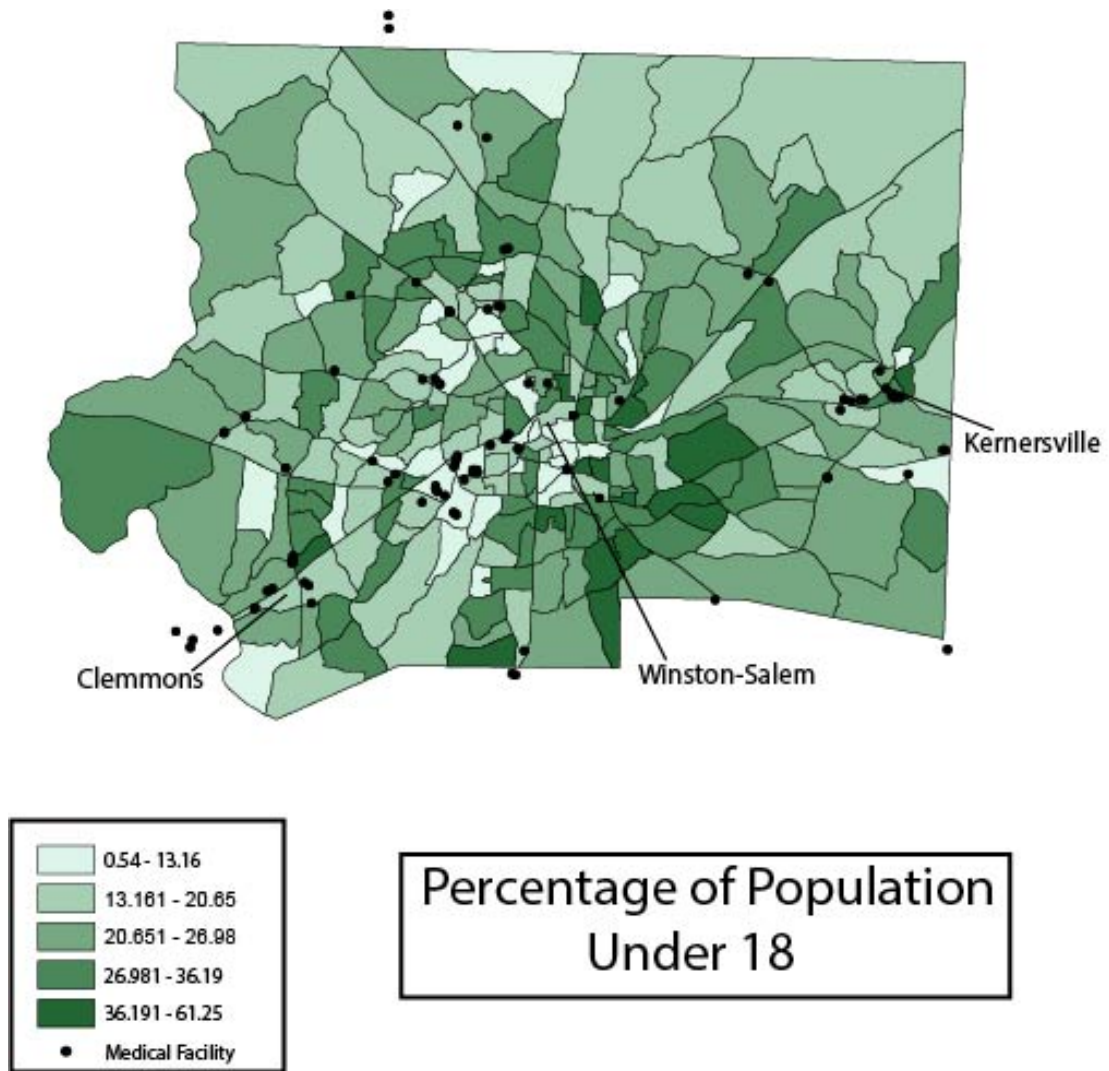 Kernersville
Clemmons
Winston-Salem
0.54 - 13.16
13.161 - 20.65
20.651 - 26.98
26.981 - 36.19
36.191 - 61.25
Medical Facility
Percentage of Population
Under 18